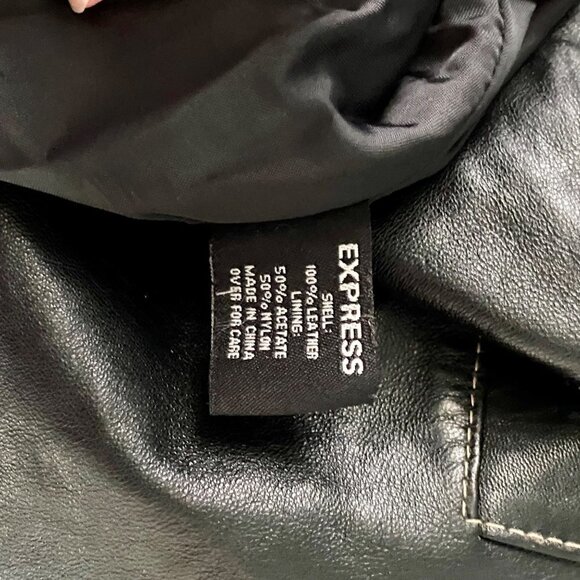 EXPRESS
SHELL:
100% LEATHER
LINING:
50% ACETATE
50% NYLON
MADE IN CHINA
OVER FOR CARE